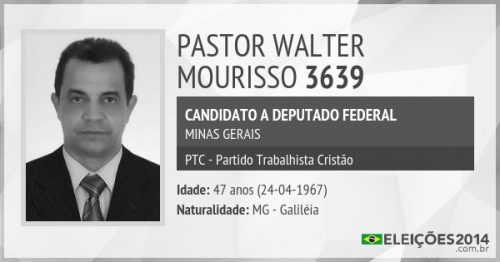 PASTOR WALTER
MOURISSO 3639
CANDIDATO A DEPUTADO FEDERAL
MINAS GERAIS
PTC - Partido Trabalhista Cristão
Idade: 47 anos (24-04-1967)
Naturalidade: MG - Galiléia
ELEIÇÕES2014
.com.br